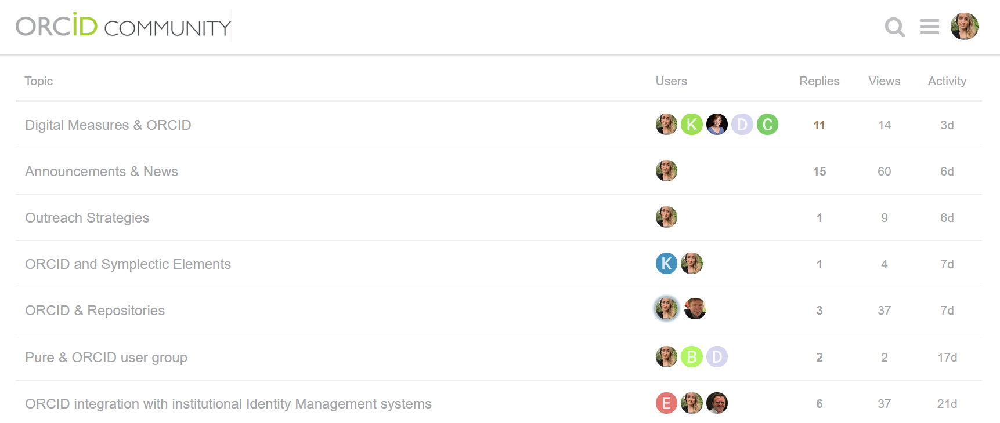 ORCID COMMUNITY
Topic Users Replies Views Activity
Digital Measures & ORCID K D C 11 14 3d
Announcements & News 15 60 6d
Outreach Strategies 1 9 6d
ORCID and Symplectic Elements K 1 4 7d
ORCID & Repositories 3 37 7d
Pure & ORCID user group B D 2 2 17d
ORCID integration with institutional Identity Management systems E 6 37 21d